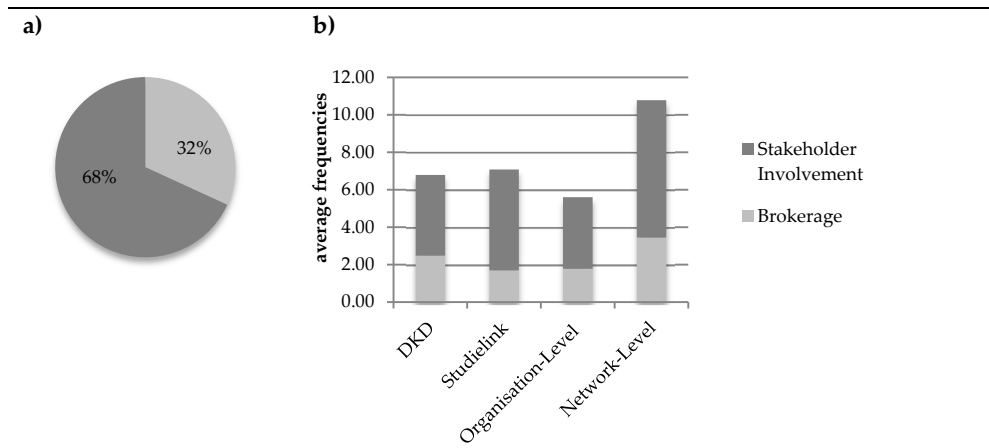 a)
32%
68%
b)
average frequencies
12.00
10.00
8.00
6.00
4.00
2.00
0.00
DKD
Studielink
Organisation-Level
Network-Level
Stakeholder
Involvement
Brokerage